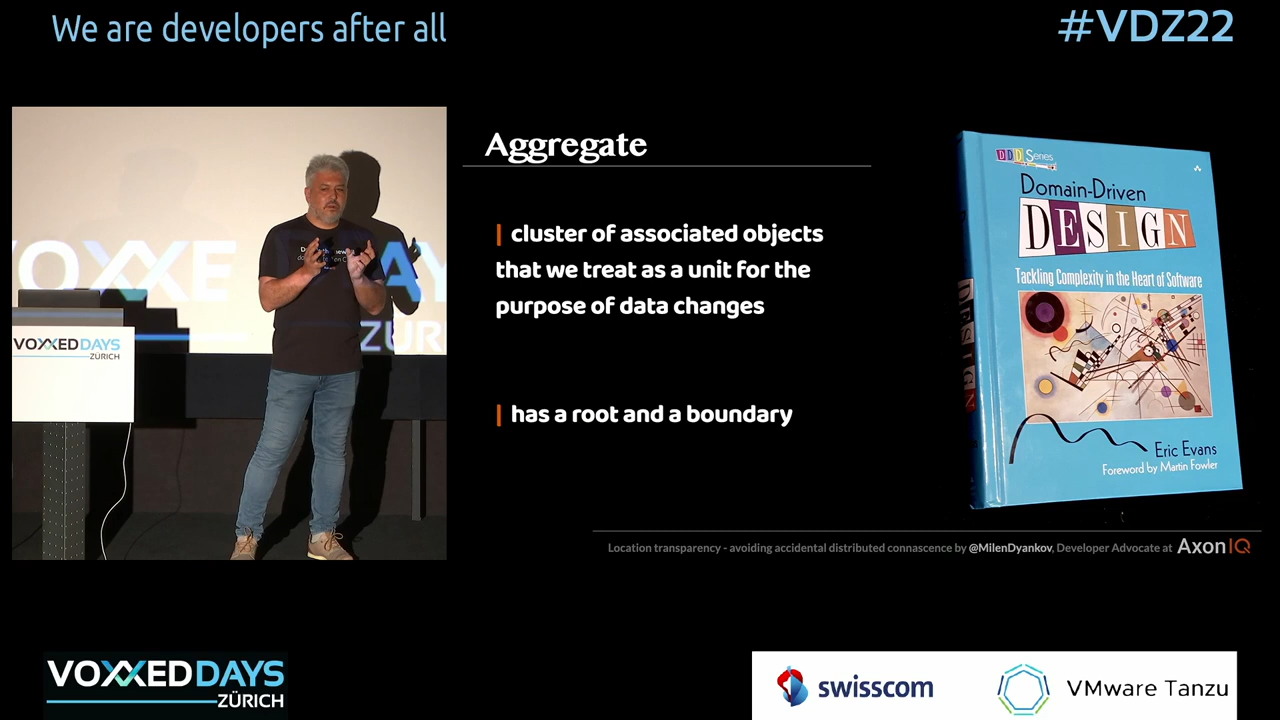 We are developers after all
#VDZ22
VOXXED DAYS
ZÜRICH
Aggregate
| cluster of associated objects
that we treat as a unit for the
purpose of data changes
| has a root and a boundary
DDD Series
Domain-Driven
DESIGN
Tackling Complexity in the Heart of Software
Eric Evans
Foreword by Martin Fowler
DESIGN
Location transparency - avoiding accidental distributed connascence by @MilenDyankov, Developer Advocate at AxonIQ
VOXXED DAYS
ZÜRICH
swisscom
VMware Tanzu